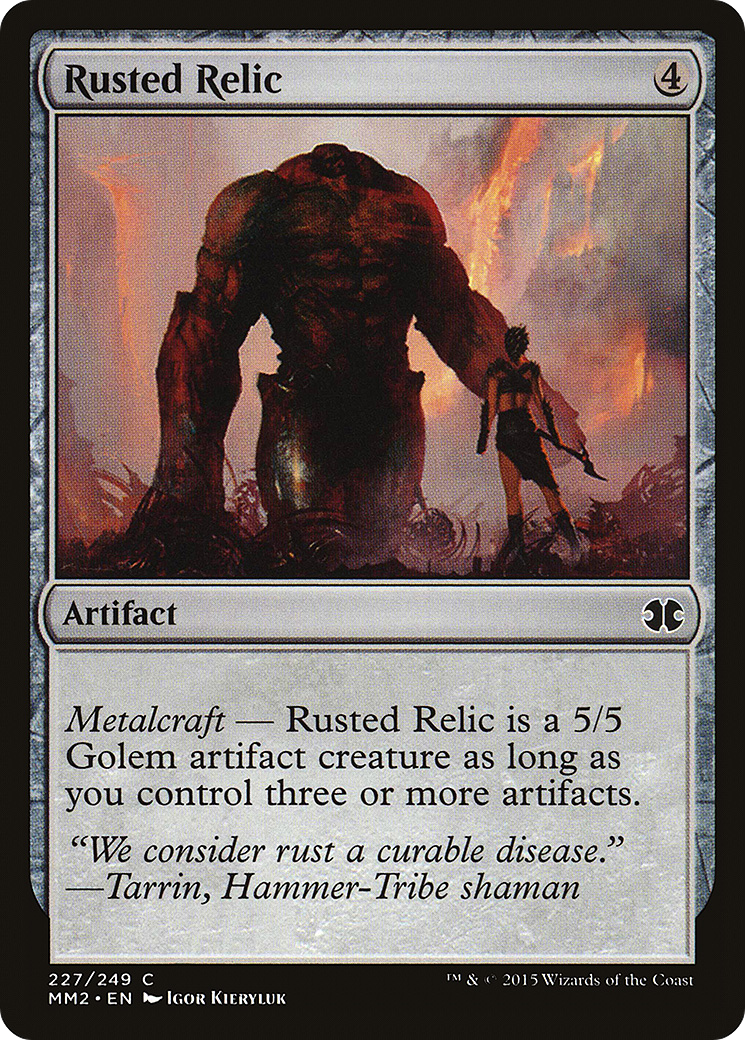 Rusted Relic
4
Artifact
Metalcraft — Rusted Relic is a 5/5
Golem artifact creature as long as
you control three or more artifacts.
“We consider rust a curable disease.”
—Tarrin, Hammer-Tribe shaman
227/249 C
™ & © 2015 Wizards of the Coast
MM2 • EN Igor Kieryluk